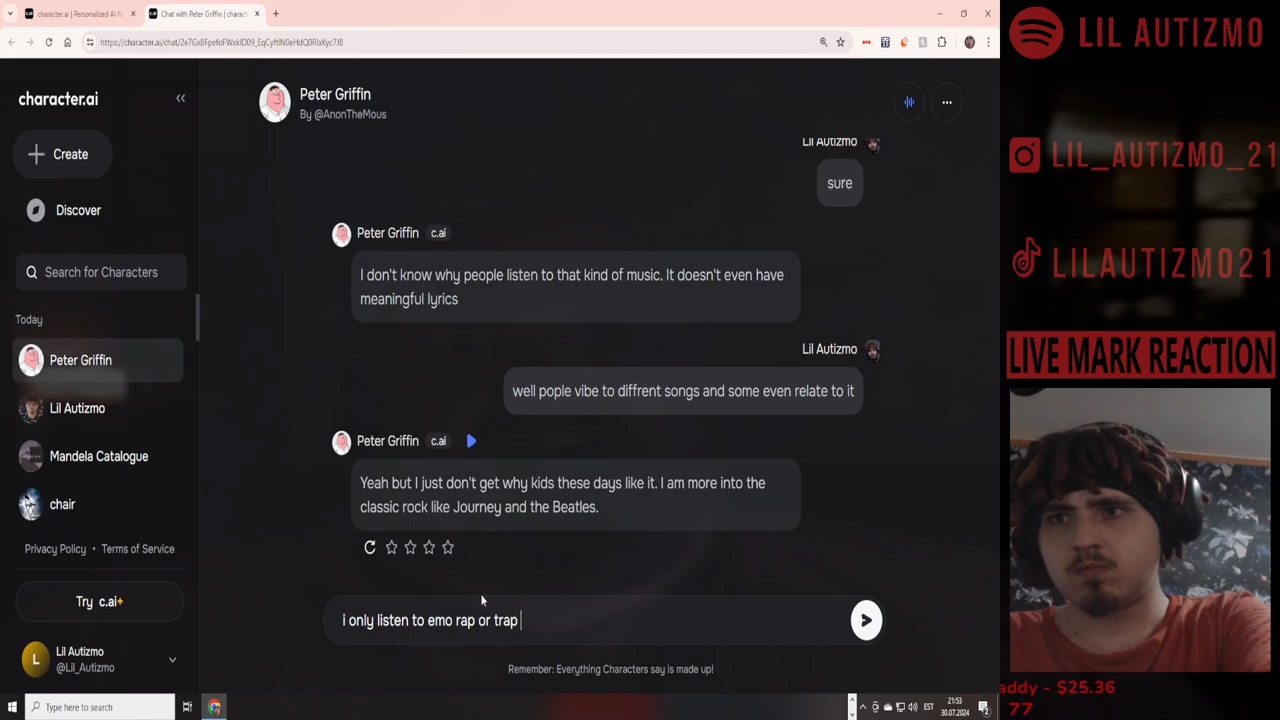 character.ai | Personalized AI fo
Chat with Peter Griffin | charac
https://character.ai/chat/
character.ai
Create
Discover
Search for Characters
Today
Peter Griffin
Lil Autizmo
Mandela Catalogue
chair
Privacy Policy • Terms of Service
Try c.ai+
L
Lil Autizmo
@Lil_Autizmo
Peter Griffin
By @AnonTheMous
Lil Autizmo
sure
Peter Griffin c.ai
I don't know why people listen to that kind of music. It doesn't even have
meaningful lyrics
Lil Autizmo
well pople vibe to diffrent songs and some even relate to it
Peter Griffin c.ai
Yeah but I just don't get why kids these days like it. I am more into the
classic rock like Journey and the Beatles.
i only listen to emo rap or trap
Remember: Everything Characters say is made up!
LIL AUTIZMO
LIL_AUTIZMO_21
LILAUTIZMO21
LIVE MARK REACTION
addy - $25.36
77
Type here to search
EST
21:53
30.07.2024